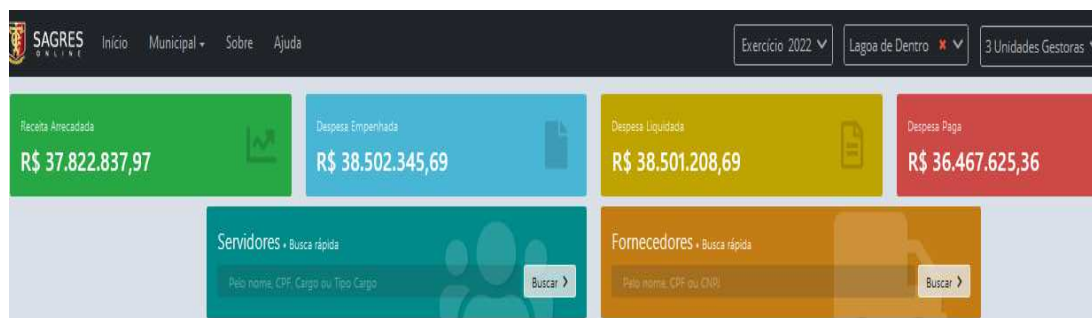 SAGRES
ONLINE
Início Municipal Sobre Ajuda
Exercício 2022
Lagoa de Dentro
3 Unidades Gestoras
Receita Arrecadada
R$ 37.822.837,97
Despesa Empenhada
R$ 38.502.345,69
Despesa Liquidada
R$ 38.501.208,69
Despesa Paga
R$ 36.467.625,36
Servidores • Busca rápida
Pelo nome, CPF, Cargo ou Tipo Cargo
Buscar
Fornecedores • Busca rápida
Pelo nome, CPF ou CNPJ
Buscar